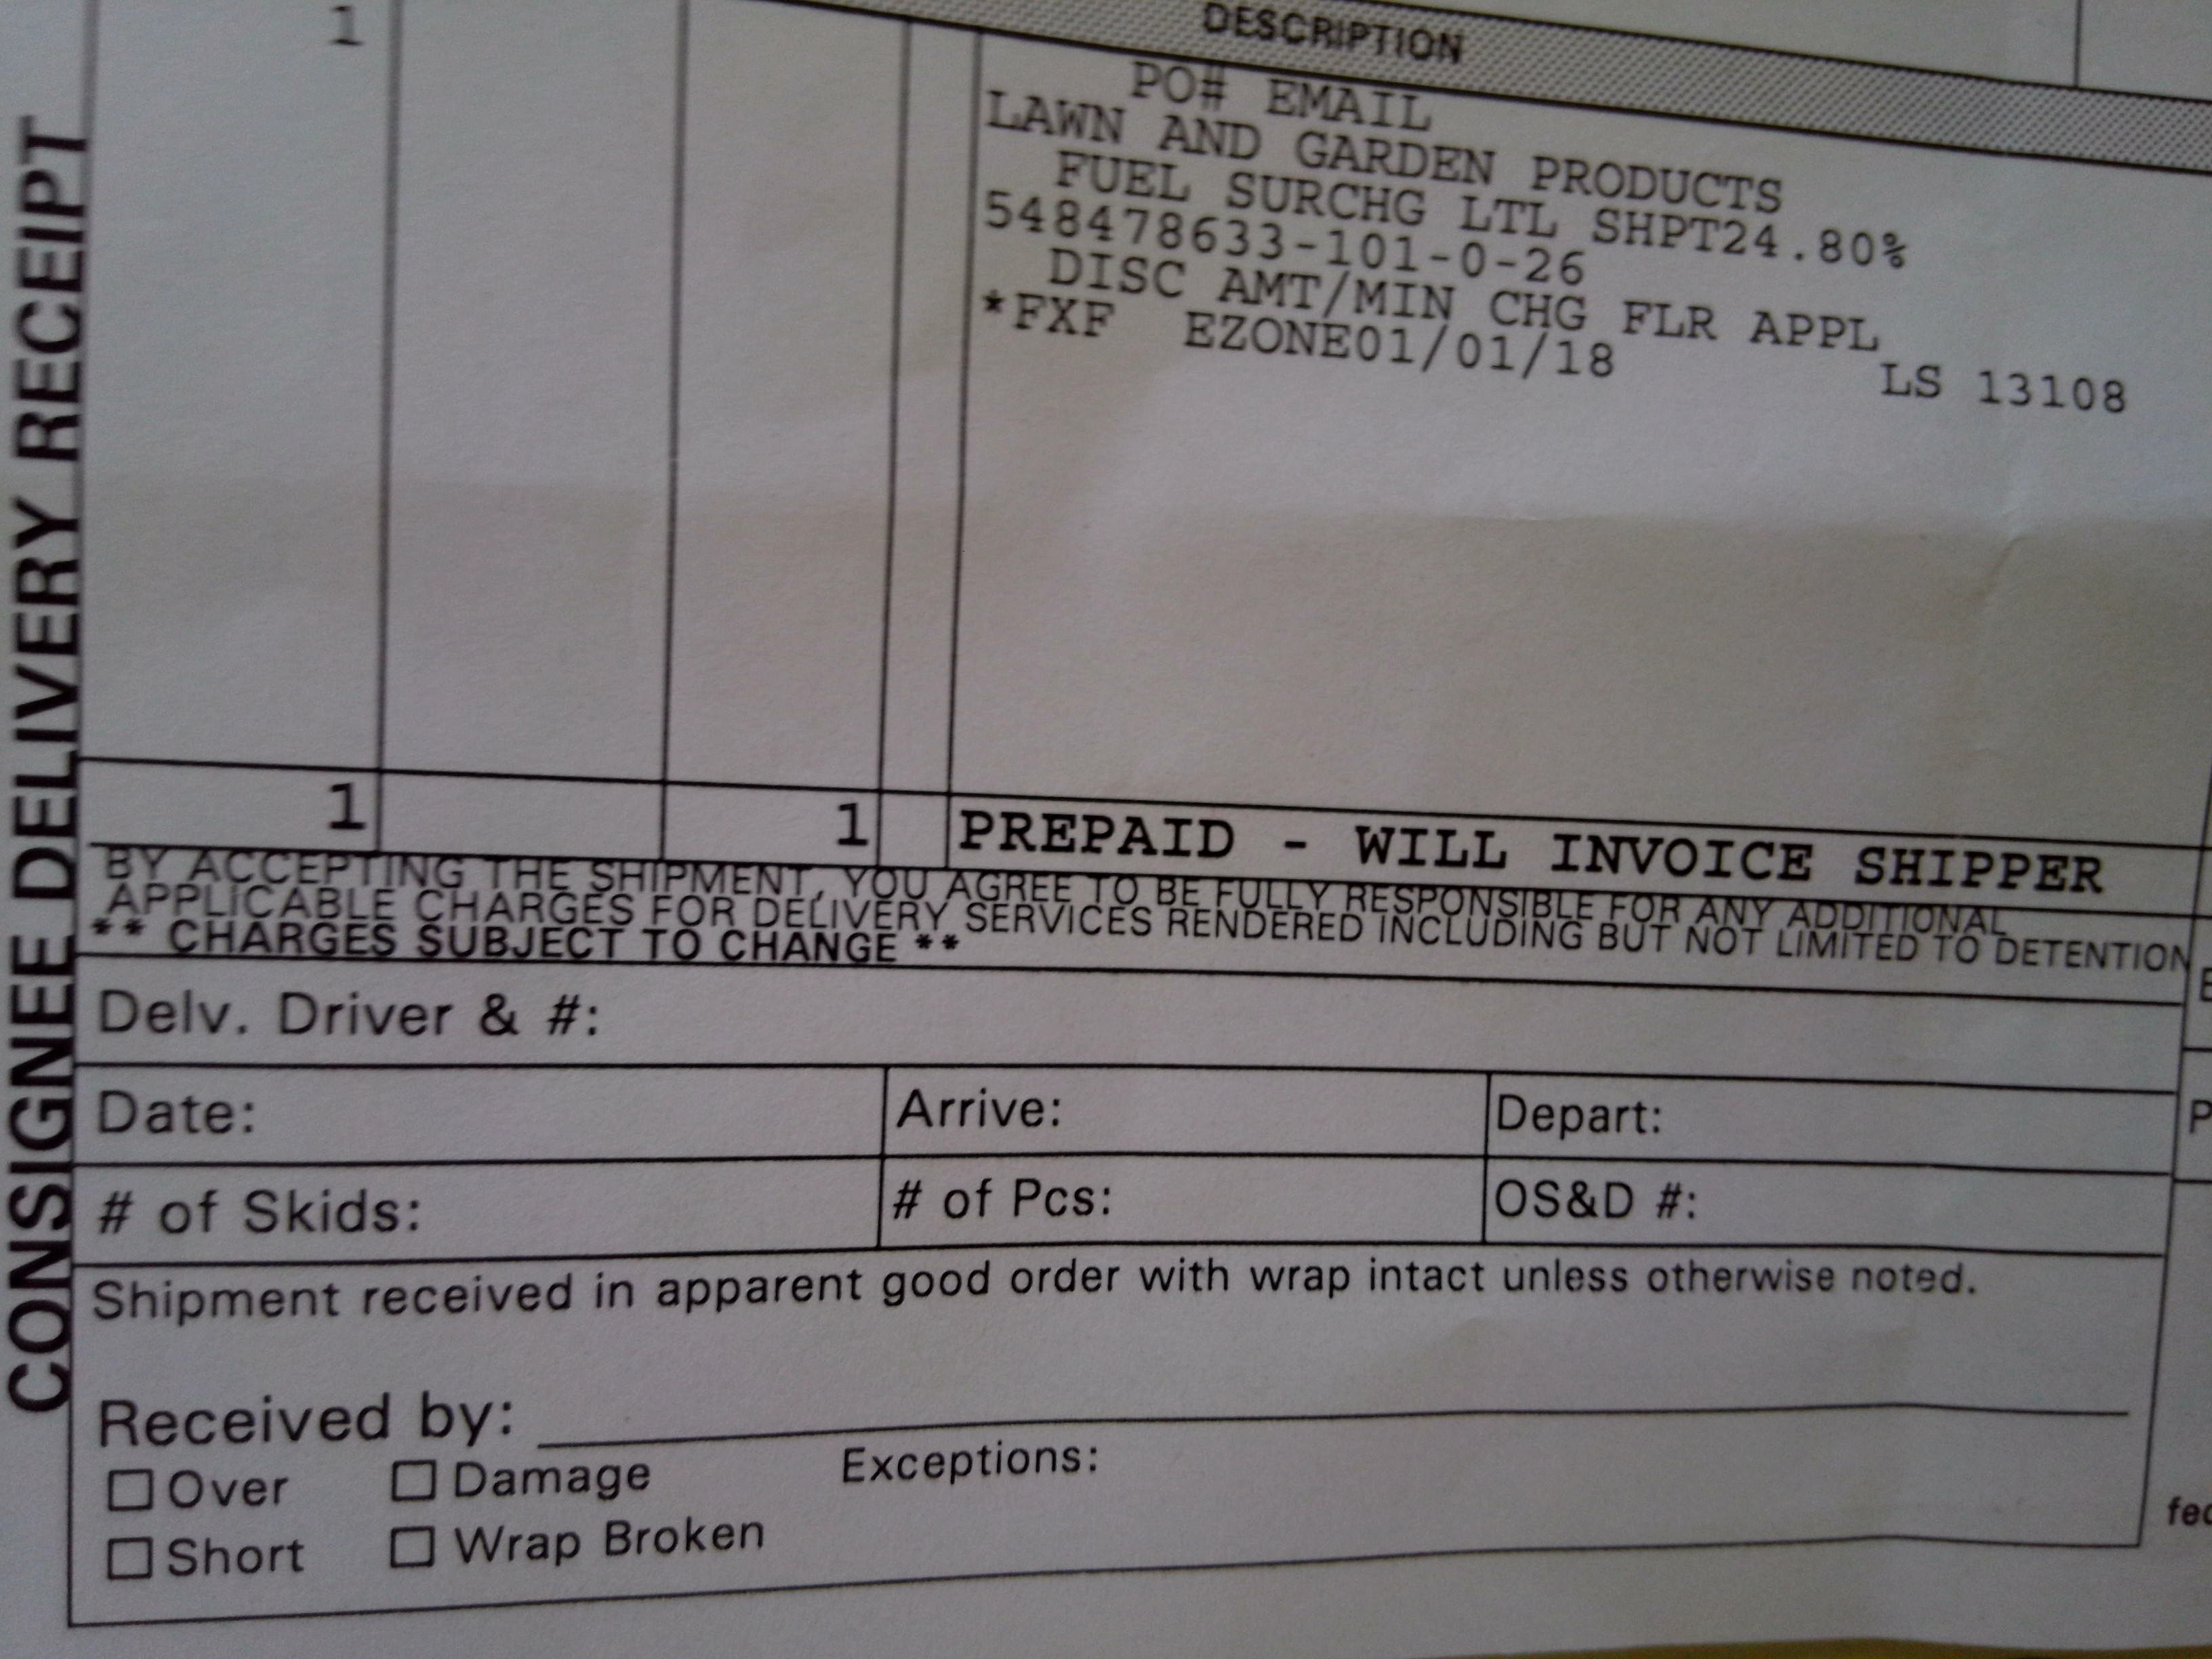 CONSIGNEE DELIVERY RECEIPT
DESCRIPTION
1
PO# EMAIL
LAWN AND GARDEN PRODUCTS
FUEL SURCHG LTL SHPT24.80%
548478633-101-0-26
DISC AMT/MIN CHG FLR APPL
*FXF EZONE01/01/18 LS 13108
1 1 PREPAID - WILL INVOICE SHIPPER
BY ACCEPTING THE SHIPMENT, YOU AGREE TO BE FULLY RESPONSIBLE FOR ANY ADDITIONAL
APPLICABLE CHARGES FOR DELIVERY SERVICES RENDERED INCLUDING BUT NOT LIMITED TO DETENTION
** CHARGES SUBJECT TO CHANGE **
Delv. Driver & #:
Date: Arrive: Depart:
# of Skids: # of Pcs: OS&D #:
Shipment received in apparent good order with wrap intact unless otherwise noted.
Received by:
Over Damage Exceptions:
Short Wrap Broken